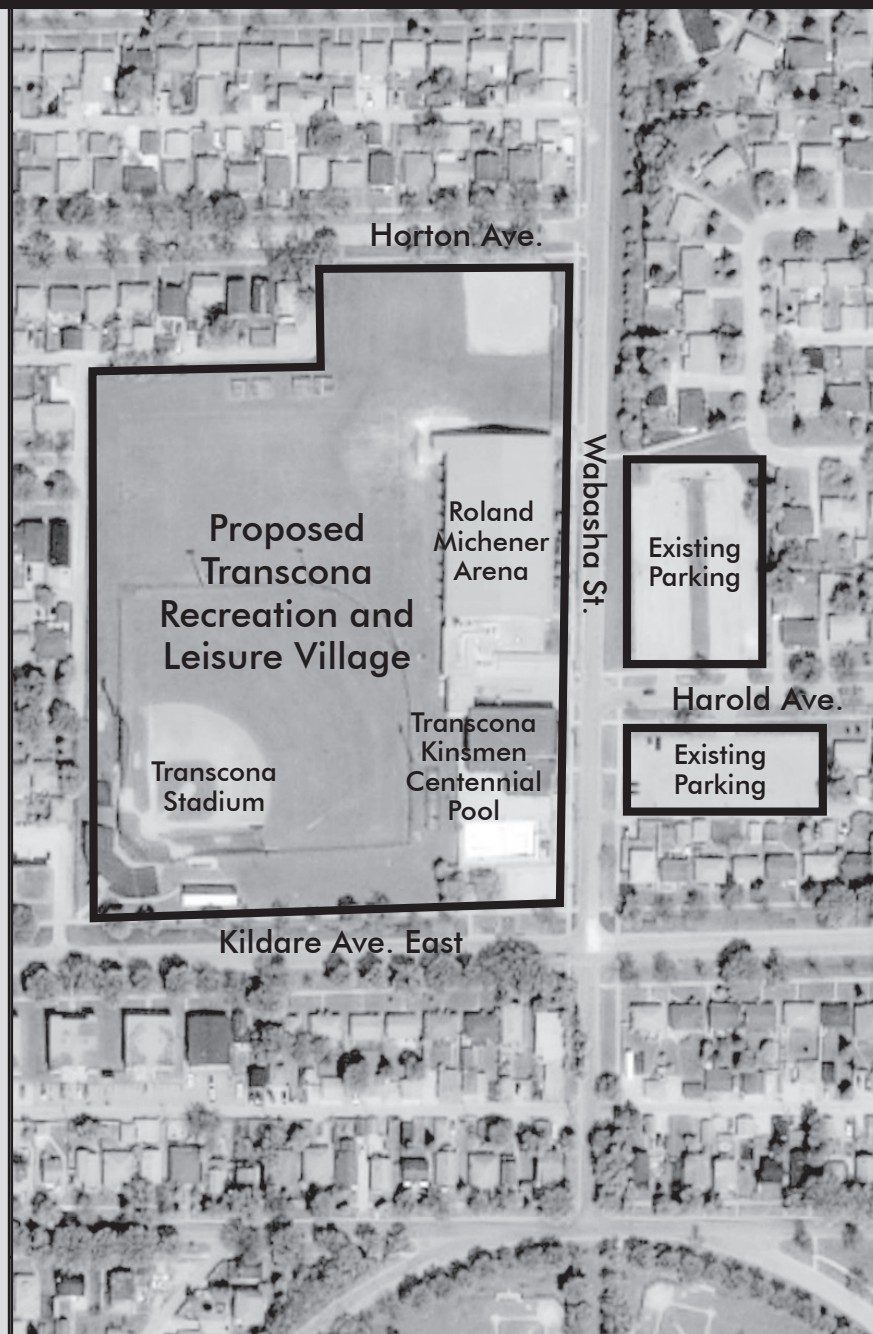 Horton Ave.
Wabasha St.
Roland
Michener
Arena
Proposed
Transcona
Recreation and
Leisure Village
Existing
Parking
Harold Ave.
Transcona
Kinsmen
Centennial
Pool
Existing
Parking
Transcona
Stadium
Kildare Ave. East